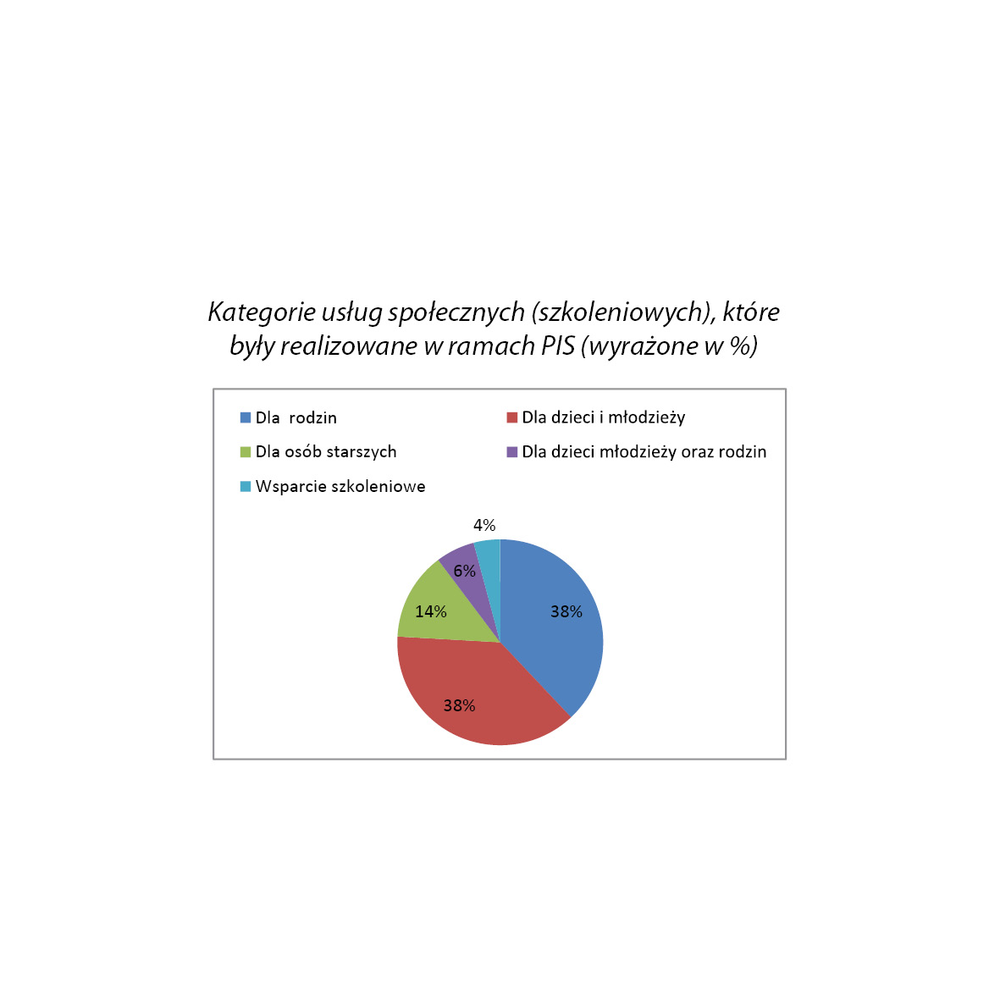 Kategorie usług społecznych (szkoleniowych), które
były realizowane w ramach PIS (wyrażone w %)
Dla rodzin
Dla dzieci i młodzieży
Dla osób starszych
Dla dzieci młodzieży oraz rodzin
Wsparcie szkoleniowe
4%
6%
14%
38%
38%